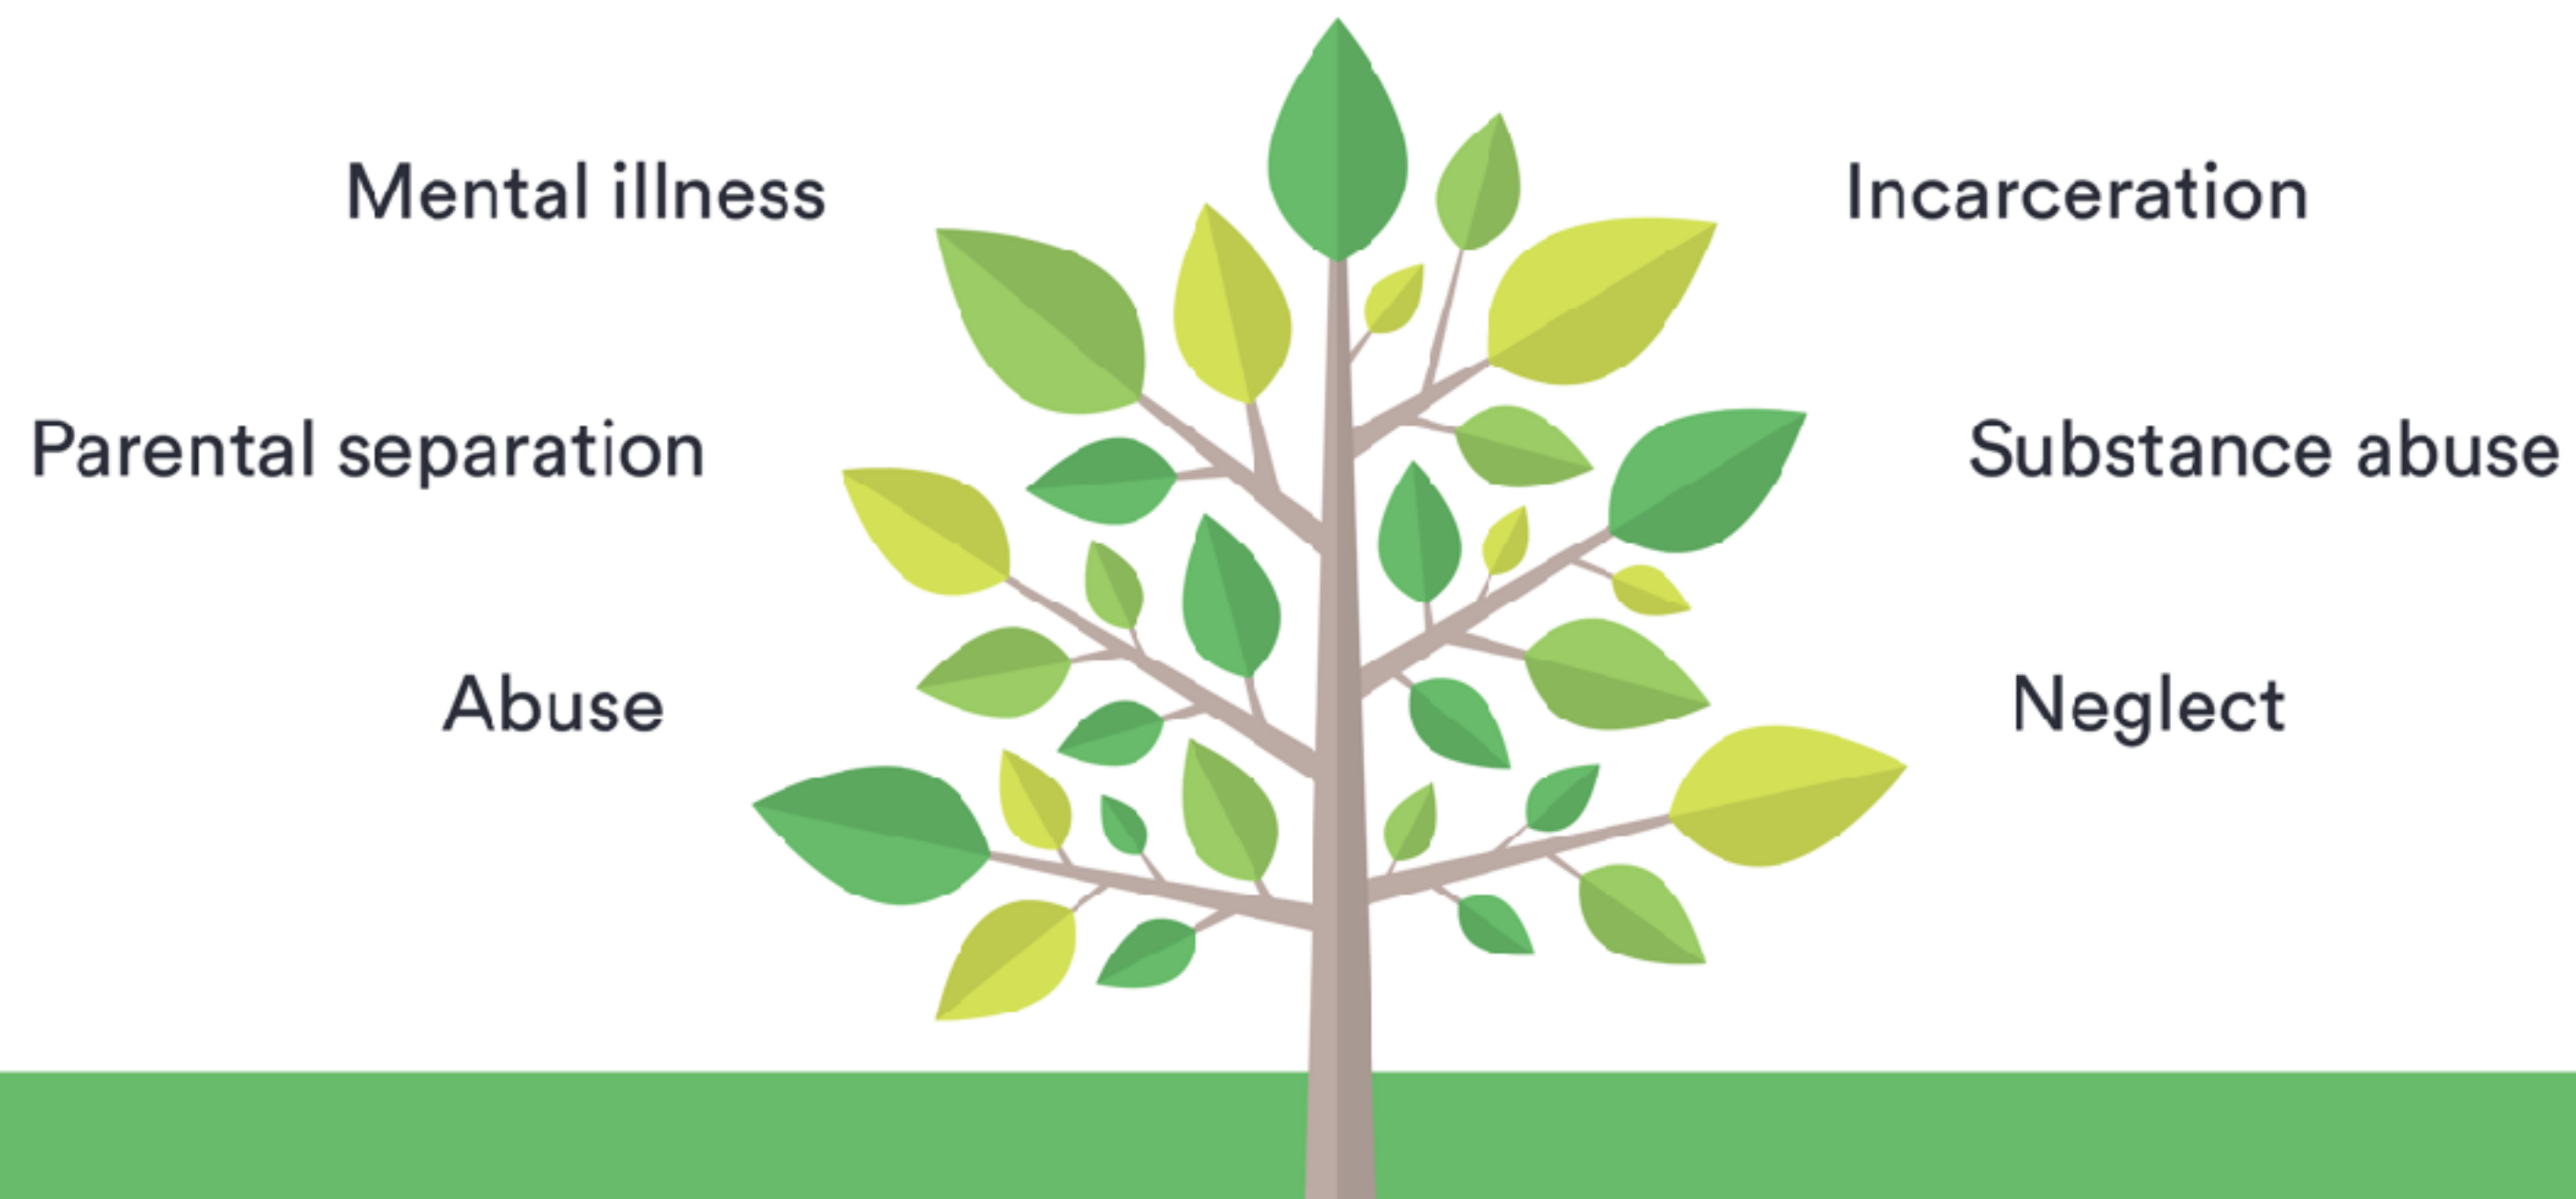 Mental illness
Incarceration
Parental separation
Substance abuse
Abuse
Neglect